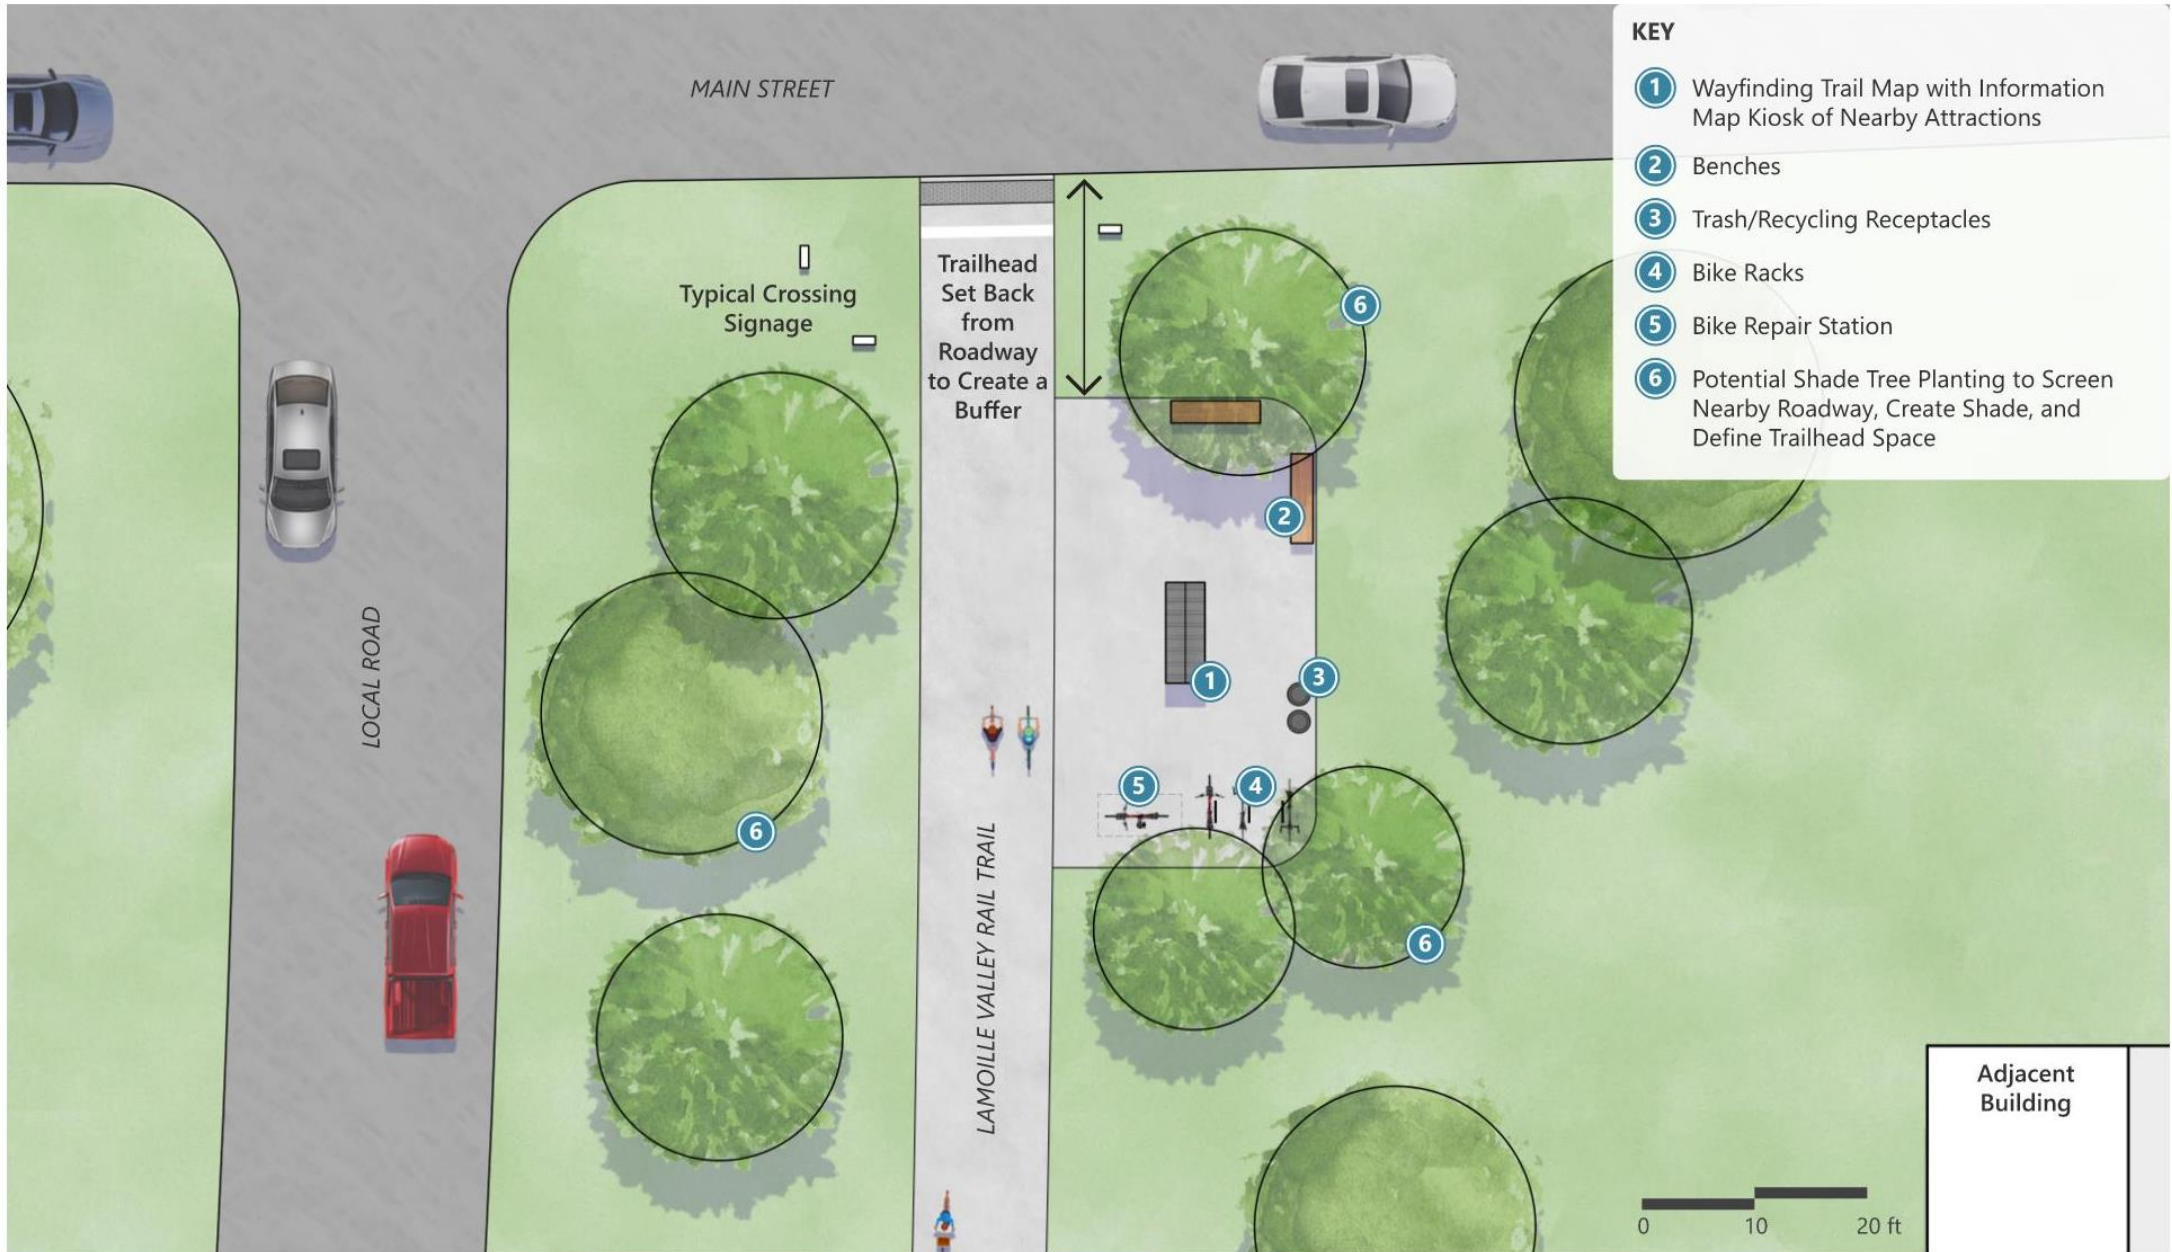 MAIN STREET
KEY
1 Wayfinding Trail Map with Information
Map Kiosk of Nearby Attractions
2 Benches
3 Trash/Recycling Receptacles
4 Bike Racks
5 Bike Repair Station
6 Potential Shade Tree Planting to Screen
Nearby Roadway, Create Shade, and
Define Trailhead Space
Typical Crossing
Signage
Trailhead
Set Back
from
Roadway
to Create a
Buffer
6
2
LOCAL ROAD
1
3
5
4
6
LAMOILLE VALLEY RAIL TRAIL
6
Adjacent
Building
0 10 20 ft